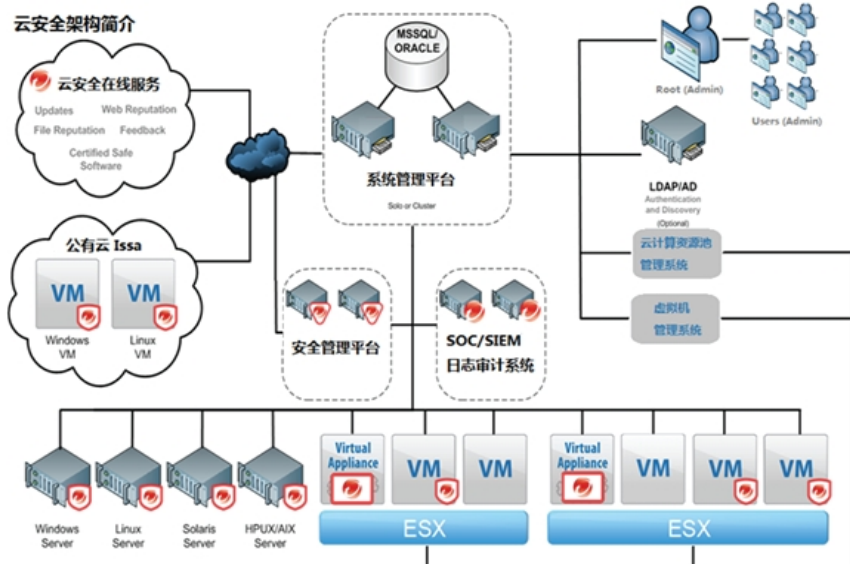 云安全架构简介
云安全在线服务
Updates
Web Reputation
File Reputation
Feedback
Certified Safe
Software
公有云 Issa
VM
VM
Windows
VM
Linux
VM
MSSQL/
ORACLE
系统管理平台
Solo or Cluster
Root (Admin)
Users (Admin)
LDAP/AD
Authentication
and Discovery
(Optional)
云计算资源池
管理系统
虚拟机
管理系统
安全管理平台
SOC/SIEM
日志审计系统
Windows
Server
Linux
Server
Solaris
Server
HPUX/AIX
Server
Virtual
Appliance
VM
VM
ESX
Virtual
Appliance
VM
VM
VM
ESX